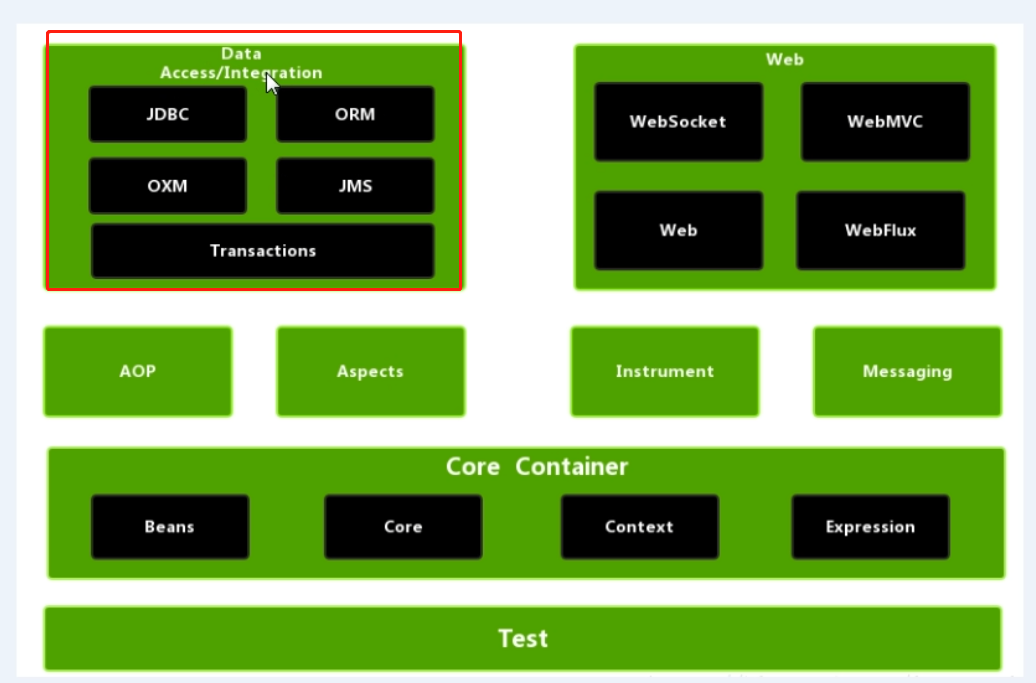 Data
Access/Integration
JDBC
ORM
OXM
JMS
Transactions
Web
WebSocket
WebMVC
Web
WebFlux
AOP
Aspects
Instrument
Messaging
Core Container
Beans
Core
Context
Expression
Test